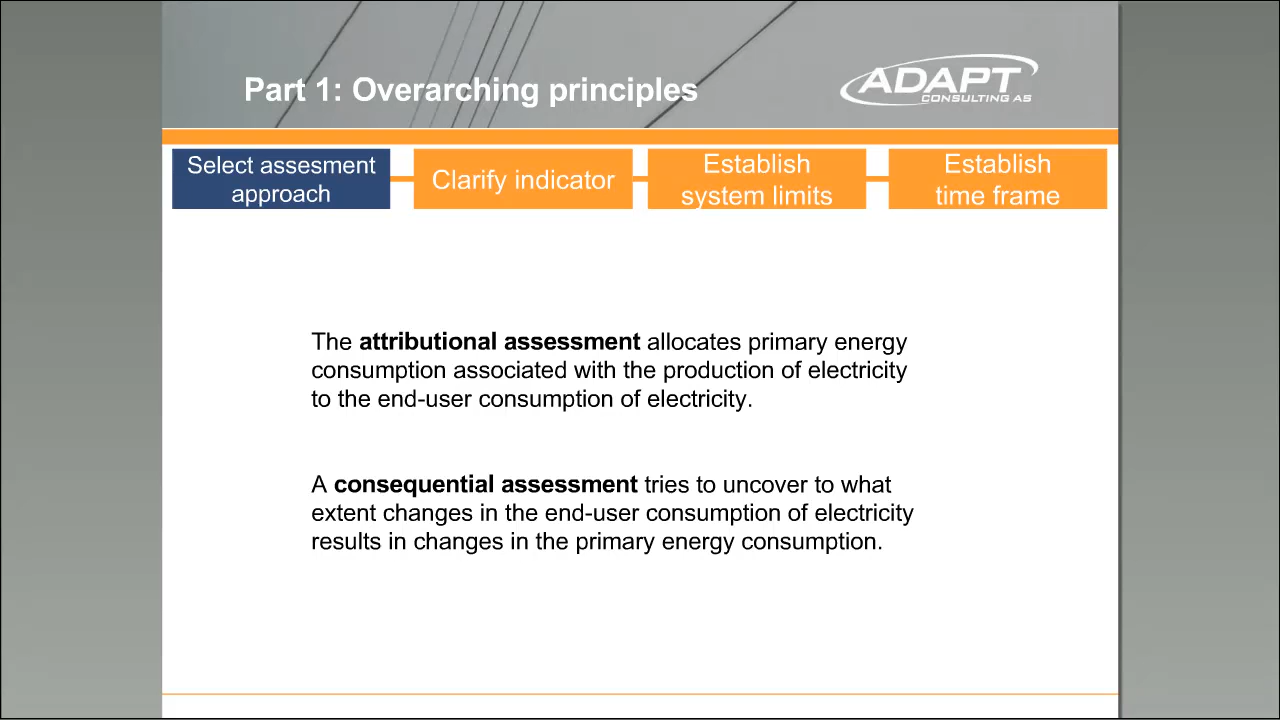 Part 1: Overarching principles
ADAPT
CONSULTING AS
Select assesment
approach
Clarify indicator
Establish
system limits
Establish
time frame
The attributional assessment allocates primary energy
consumption associated with the production of electricity
to the end-user consumption of electricity.
A consequential assessment tries to uncover to what
extent changes in the end-user consumption of electricity
results in changes in the primary energy consumption.